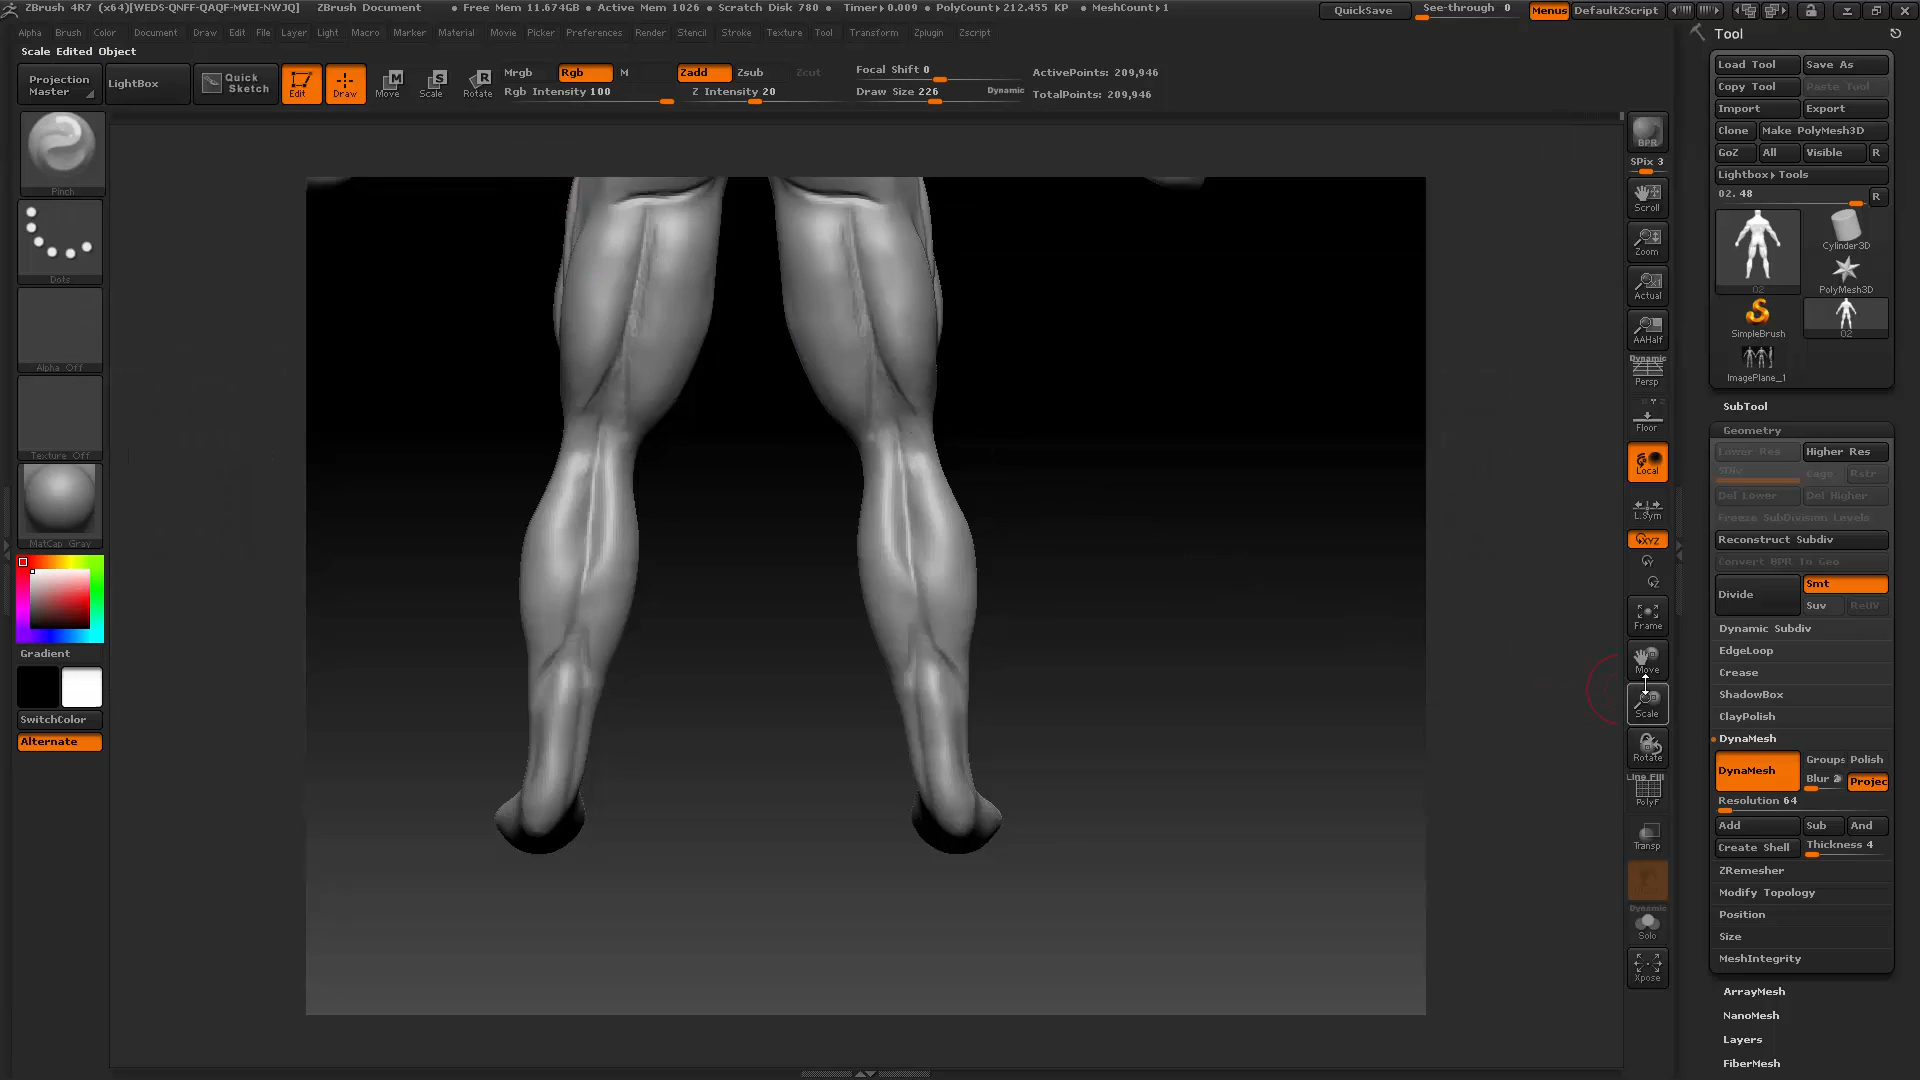 ZBrush 4R7 (x64)[WEDS-QNFF-QAQF-MVEI-NWJQ] ZBrush Document • Free Mem 11.674GB • Active Mem 1026 • Scratch Disk 780 • Timer▸0.009 • PolyCount▸212.455 KP • MeshCount▸1 QuickSave See-through 0 Menus DefaultZScript
Alpha Brush Color Document Draw Edit File Layer Light Macro Marker Material Movie Picker Preferences Render Stencil Stroke Texture Tool Transform Zplugin Zscript
Scale Edited Object
Projection Master
LightBox
Quick Sketch
Edit
Draw
Move
Scale
Rotate
Mrgb Rgb M
Rgb Intensity 100
Zadd Zsub Zcut
Z Intensity 20
Focal Shift 0
Draw Size 226 Dynamic
ActivePoints: 209,946
TotalPoints: 209,946
Pinch
Dots
Alpha Off
Texture Off
MatCap Gray
Gradient
SwitchColor
Alternate
BPR
SPix 3
Scroll
Zoom
Actual
AAHalf
Dynamic
Persp
Floor
Local
L.Sym
XYZ
Y
Z
Frame
Move
Scale
Rotate
Line Fill
PolyF
Transp
Dynamic
Solo
Xpose
Tool
Load Tool Save As
Copy Tool Paste Tool
Import Export
Clone Make PolyMesh3D
GoZ All Visible R
Lightbox▸Tools
02. 48 R
02
Cylinder3D
PolyMesh3D
SimpleBrush
02
ImagePlane_1
SubTool
Geometry
Lower Res Higher Res
SDiv Cage Rstr
Del Lower Del Higher
Freeze SubDivision Levels
Reconstruct Subdiv
Convert BPR To Geo
Divide Smt
Suv ReUV
Dynamic Subdiv
EdgeLoop
Crease
ShadowBox
ClayPolish
DynaMesh
DynaMesh Groups Polish
Blur 2 Projec
Resolution 64
Add Sub And
Create Shell Thickness 4
ZRemesher
Modify Topology
Position
Size
MeshIntegrity
ArrayMesh
NanoMesh
Layers
FiberMesh